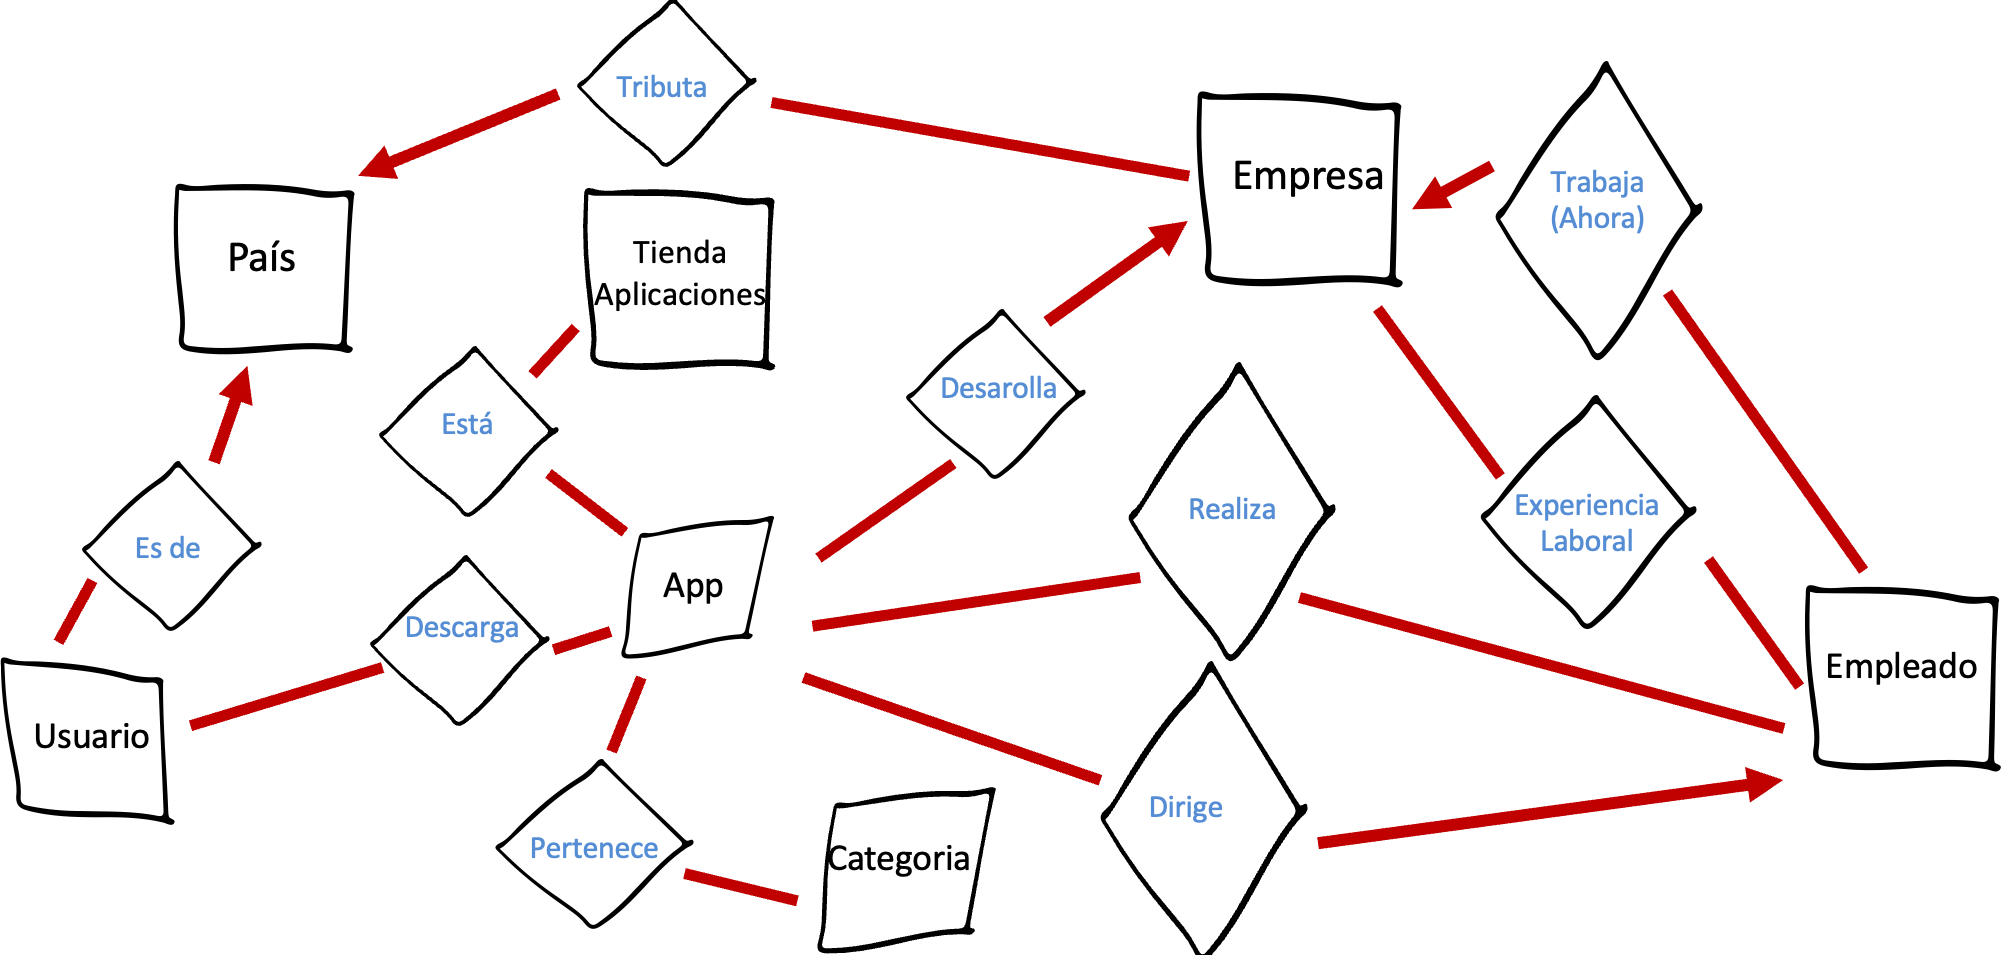 Tributa
Empresa
Trabaja
(Ahora)
País
Tienda
Aplicaciones
Desarolla
Está
Realiza
Experiencia
Laboral
Es de
App
Descarga
Empleado
Usuario
Dirige
Pertenece
Categoria